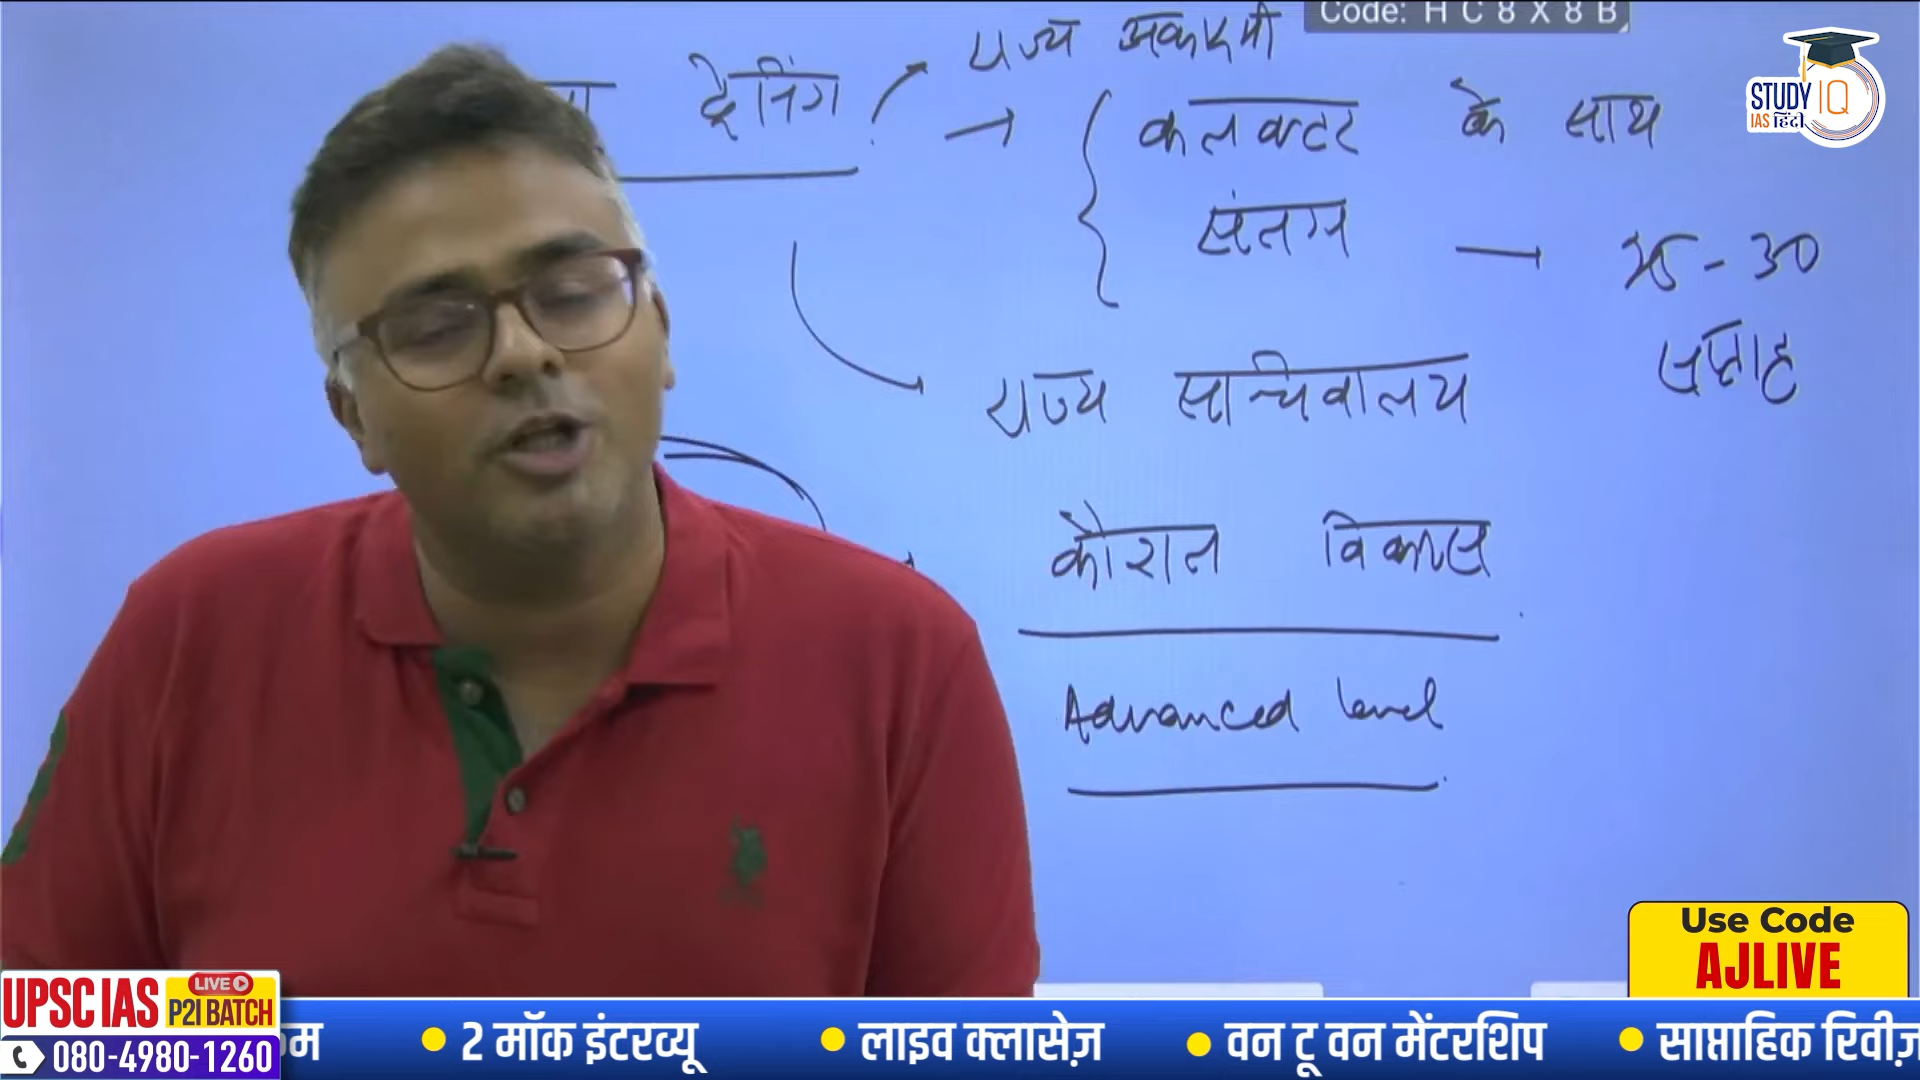 Code: H C 8 X 8 B
STUDY IQ
IAS हिंदी
राज्य अकादमी
ट्रेनिंग
कलक्टर के साथ
संलग्न
25-30
सप्ताह
राज्य सचिवालय
कौशल विकास
Advanced level
Use Code
AJLIVE
UPSC IAS LIVE P2I BATCH
080-4980-1260
2 मॉक इंटरव्यू
लाइव क्लासेज़
वन टू वन मेंटरशिप
साप्ताहिक